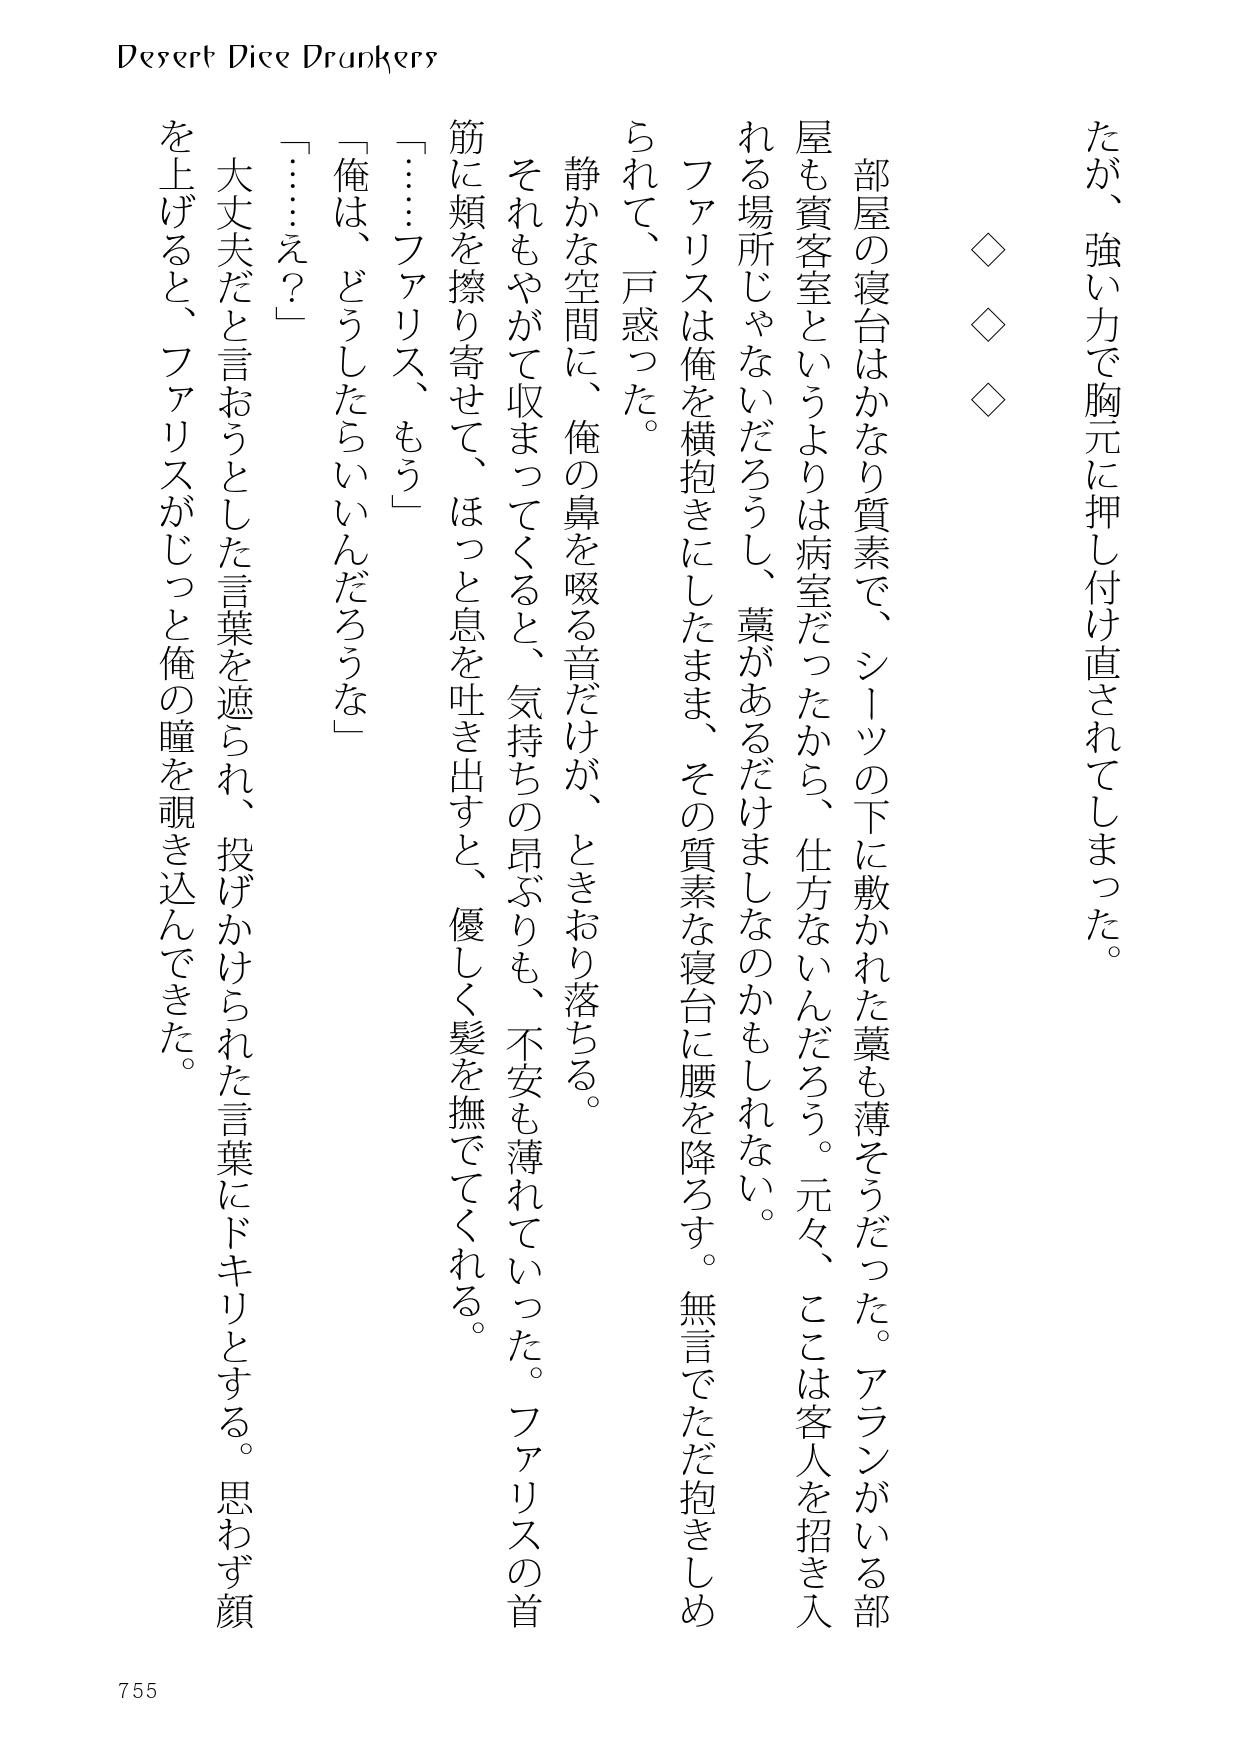 Desert Dice Drunkers
たが、強い力で胸元に押し付け直されてしまった。
◇ ◇ ◇
部屋の寝台はかなり質素で、シーツの下に敷かれた藁も薄そうだった。アランがいる部
屋も賓客室というよりは病室だったから、仕方ないんだろう。元々、ここは客人を招き入
れる場所じゃないだろうし、藁があるだけましなのかもしれない。
ファリスは俺を横抱きにしたまま、その質素な寝台に腰を降ろす。無言でただ抱きしめ
られて、戸惑った。
静かな空間に、俺の鼻を啜る音だけが、ときおり落ちる。
それもやがて収まってくると、気持ちの昂ぶりも、不安も薄れていった。ファリスの首
筋に頬を擦り寄せて、ほっと息を吐き出すと、優しく髪を撫でてくれる。
「……ファリス、もう」
「俺は、どうしたらいいんだろうな」
「……え？」
大丈夫だと言おうとした言葉を遮られ、投げかけられた言葉にドキリとする。思わず顔
を上げると、ファリスがじっと俺の瞳を覗き込んできた。
755